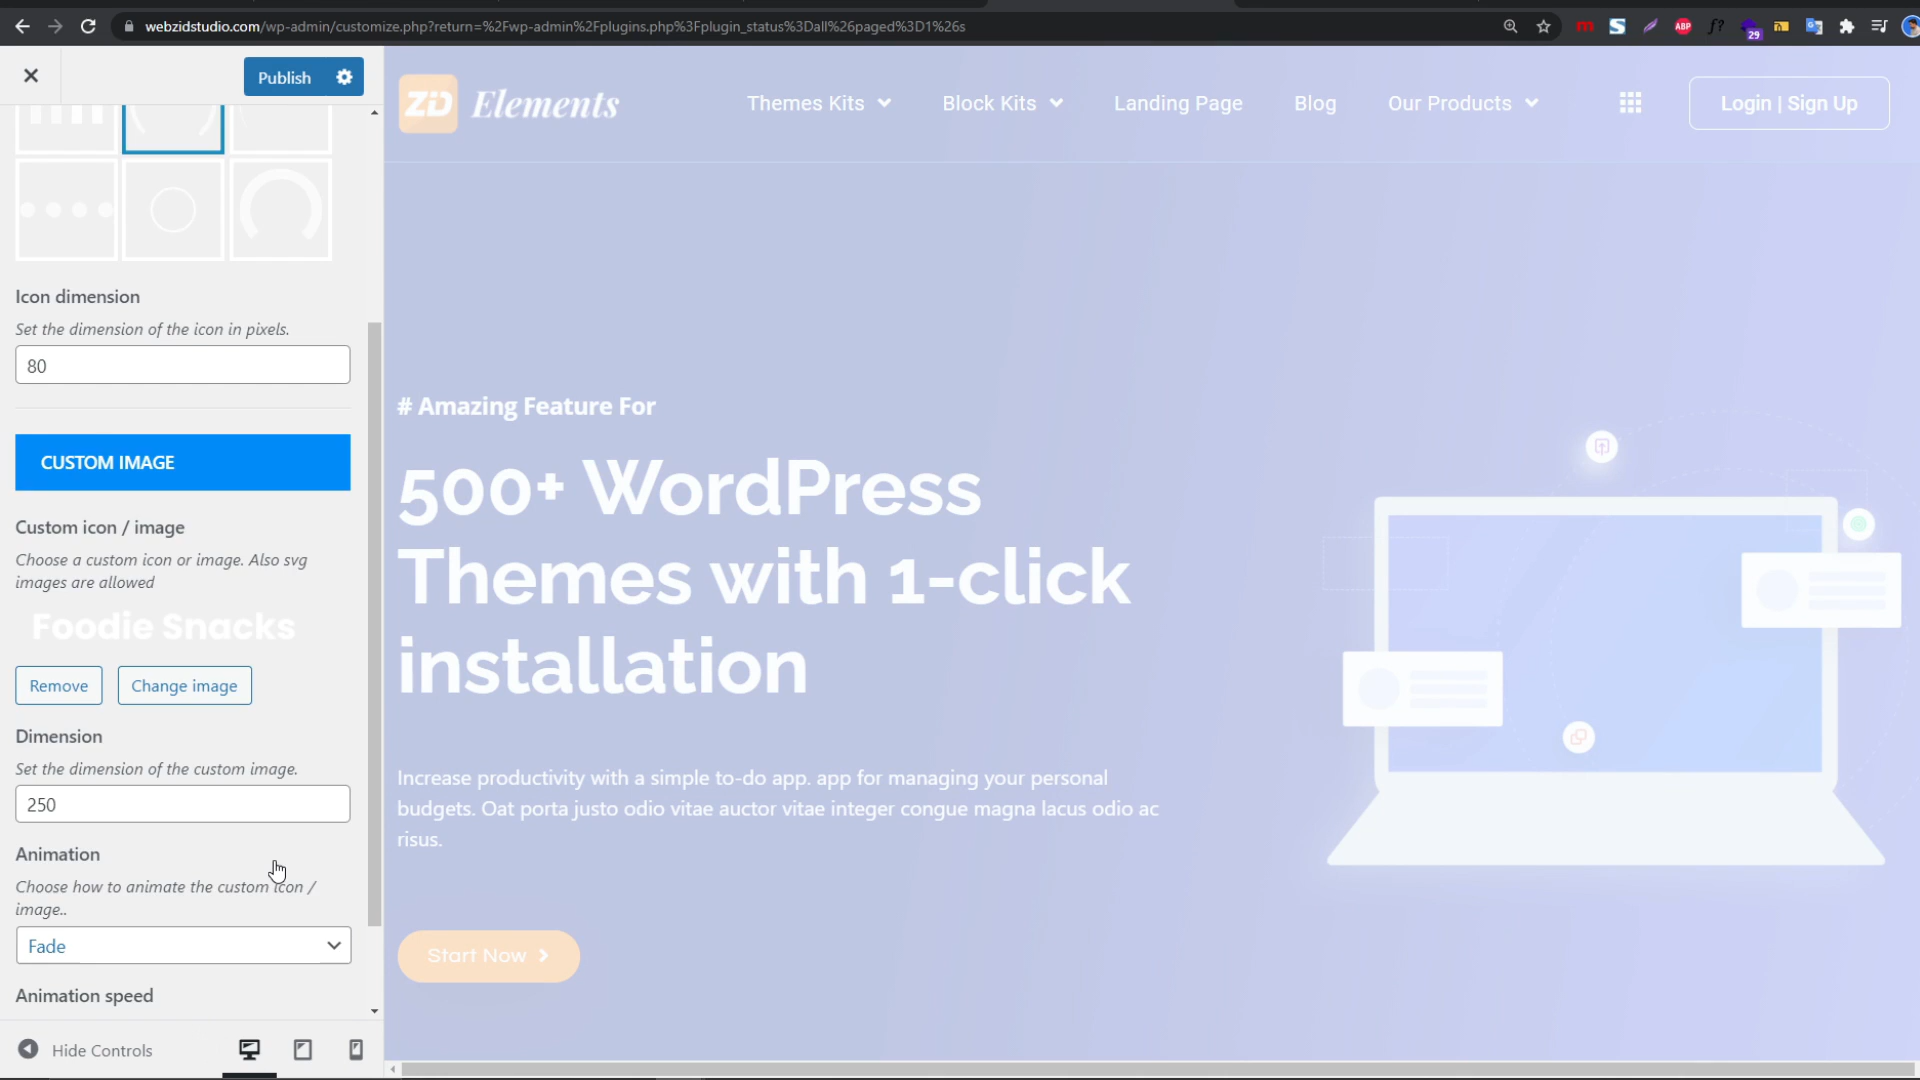 webzidstudio.com/wp-admin/customize.php?return=%2Fwp-admin%2Fplugins.php%3Fplugin_status%3Dall%26paged%3D1%26s
m
S
ABP
f?
29
Publish
ZD Elements
Themes Kits
Block Kits
Landing Page
Blog
Our Products
Login | Sign Up
Icon dimension
Set the dimension of the icon in pixels.
80
CUSTOM IMAGE
Custom icon / image
Choose a custom icon or image. Also svg
images are allowed
Foodie Snacks
Remove
Change image
Dimension
Set the dimension of the custom image.
250
Animation
Choose how to animate the custom icon /
image..
Fade
Animation speed
Hide Controls
# Amazing Feature For
500+ WordPress
Themes with 1-click
installation
Increase productivity with a simple to-do app. app for managing your personal
budgets. Oat porta justo odio vitae auctor vitae integer congue magna lacus odio ac
risus.
Start Now